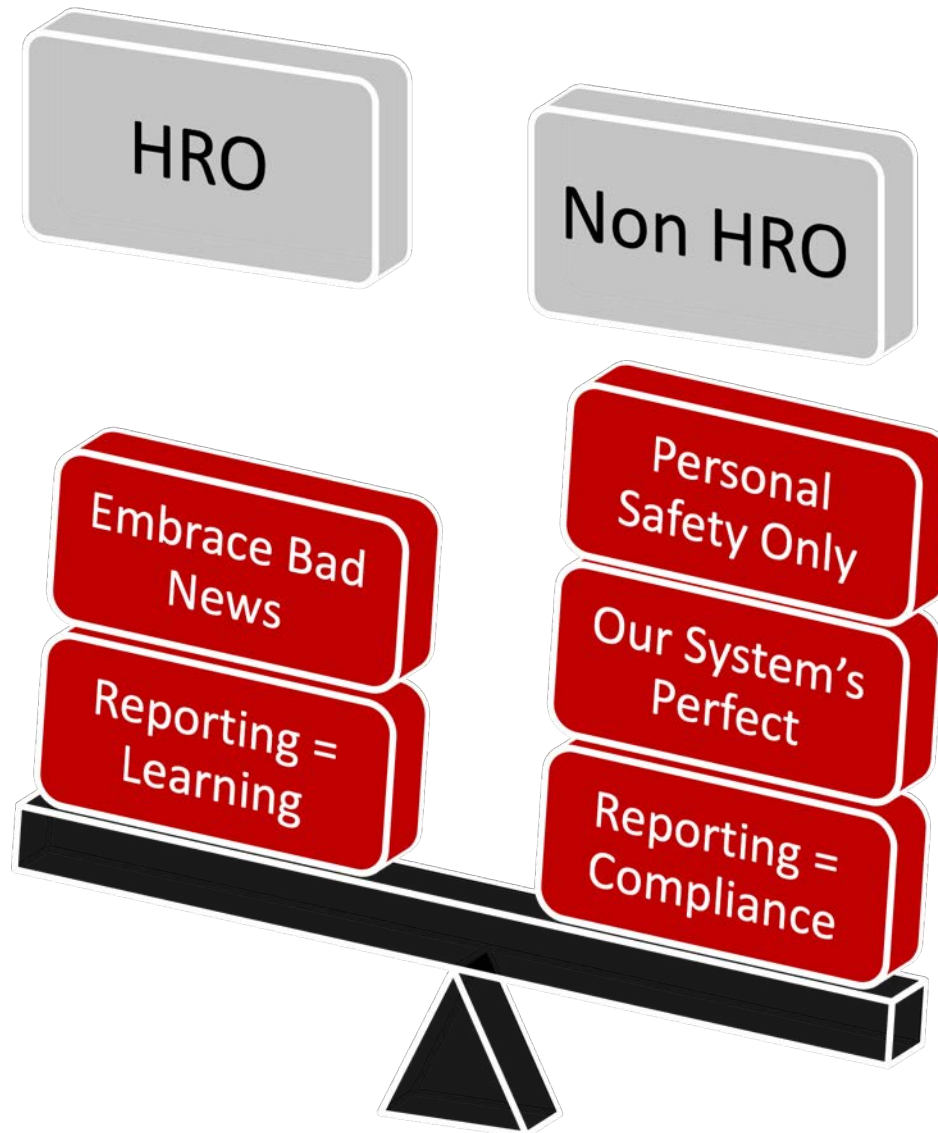 HRO
Non HRO
Embrace Bad
News
Reporting =
Learning
Personal
Safety Only
Our System’s
Perfect
Reporting =
Compliance